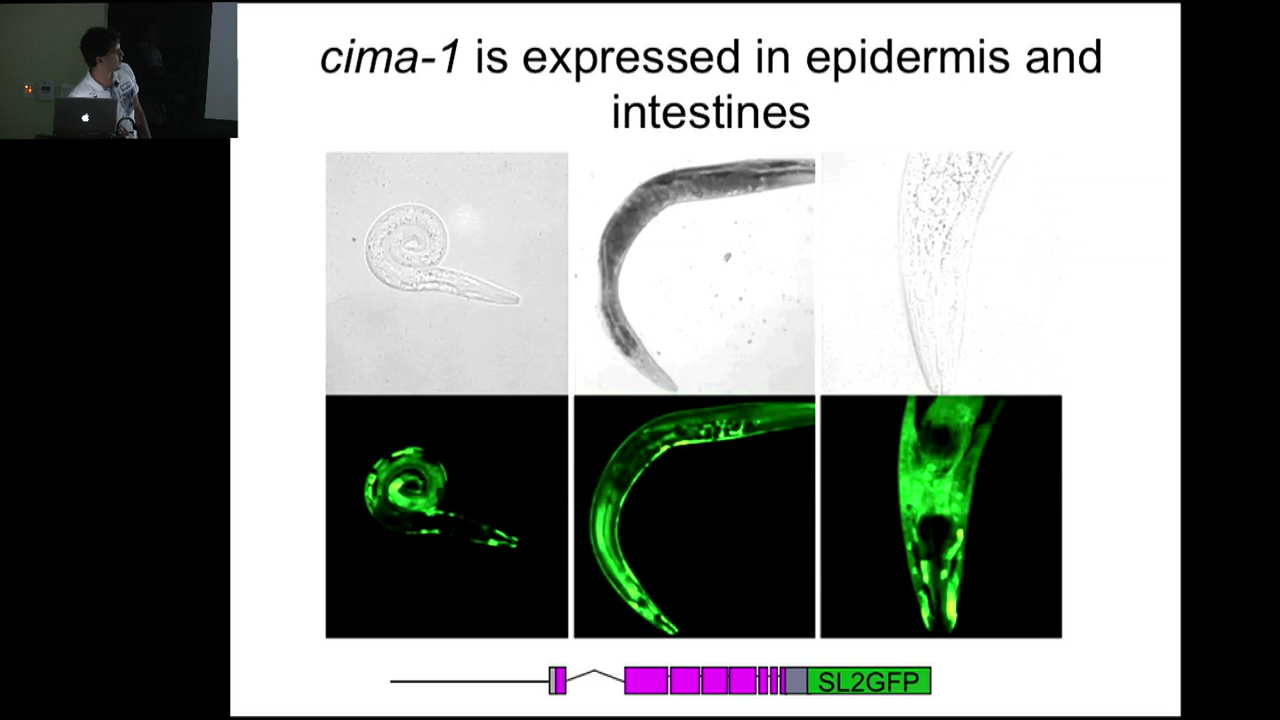 cima-1 is expressed in epidermis and
intestines
SL2GFP